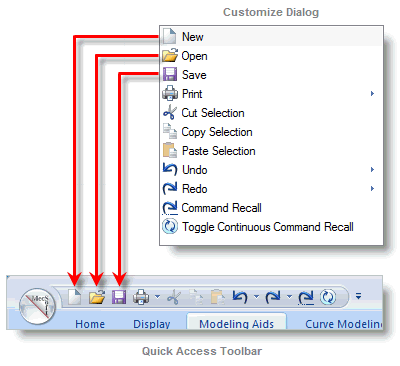 Customize Dialog
New
Open
Save
Print
Cut Selection
Copy Selection
Paste Selection
Undo
Redo
Command Recall
Toggle Continuous Command Recall
Home Display Modeling Aids Curve Modeling
Quick Access Toolbar